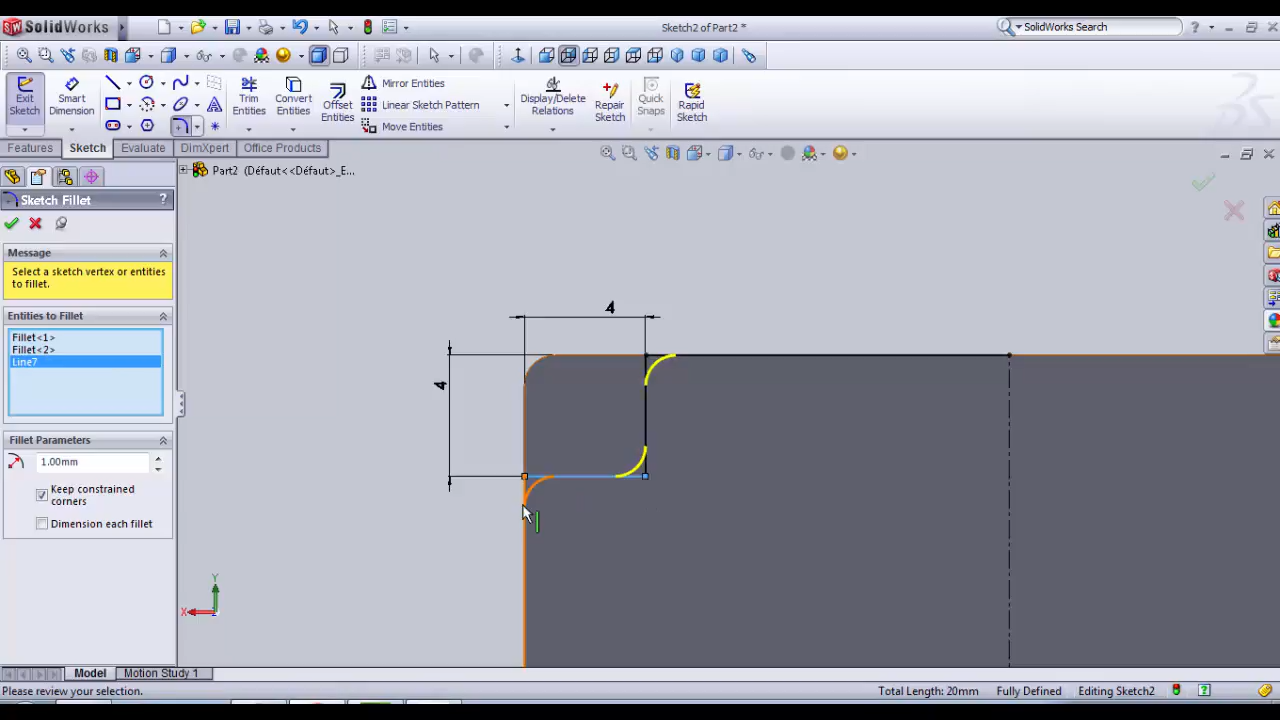 SolidWorks
Sketch2 of Part2 *
SolidWorks Search
Exit Sketch
Smart Dimension
Trim Entities
Convert Entities
Offset Entities
Mirror Entities
Linear Sketch Pattern
Move Entities
Display/Delete Relations
Repair Sketch
Quick Snaps
Rapid Sketch
Features
Sketch
Evaluate
DimXpert
Office Products
Part2 (Défaut<<Défaut>_E...
Sketch Fillet
?
Message
Select a sketch vertex or entities
to fillet.
Entities to Fillet
Fillet<1>
Fillet<2>
Line7
Fillet Parameters
1.00mm
Keep constrained
corners
Dimension each fillet
4
4
Y
X
Model
Motion Study 1
Please review your selection.
Total Length: 20mm
Fully Defined
Editing Sketch2